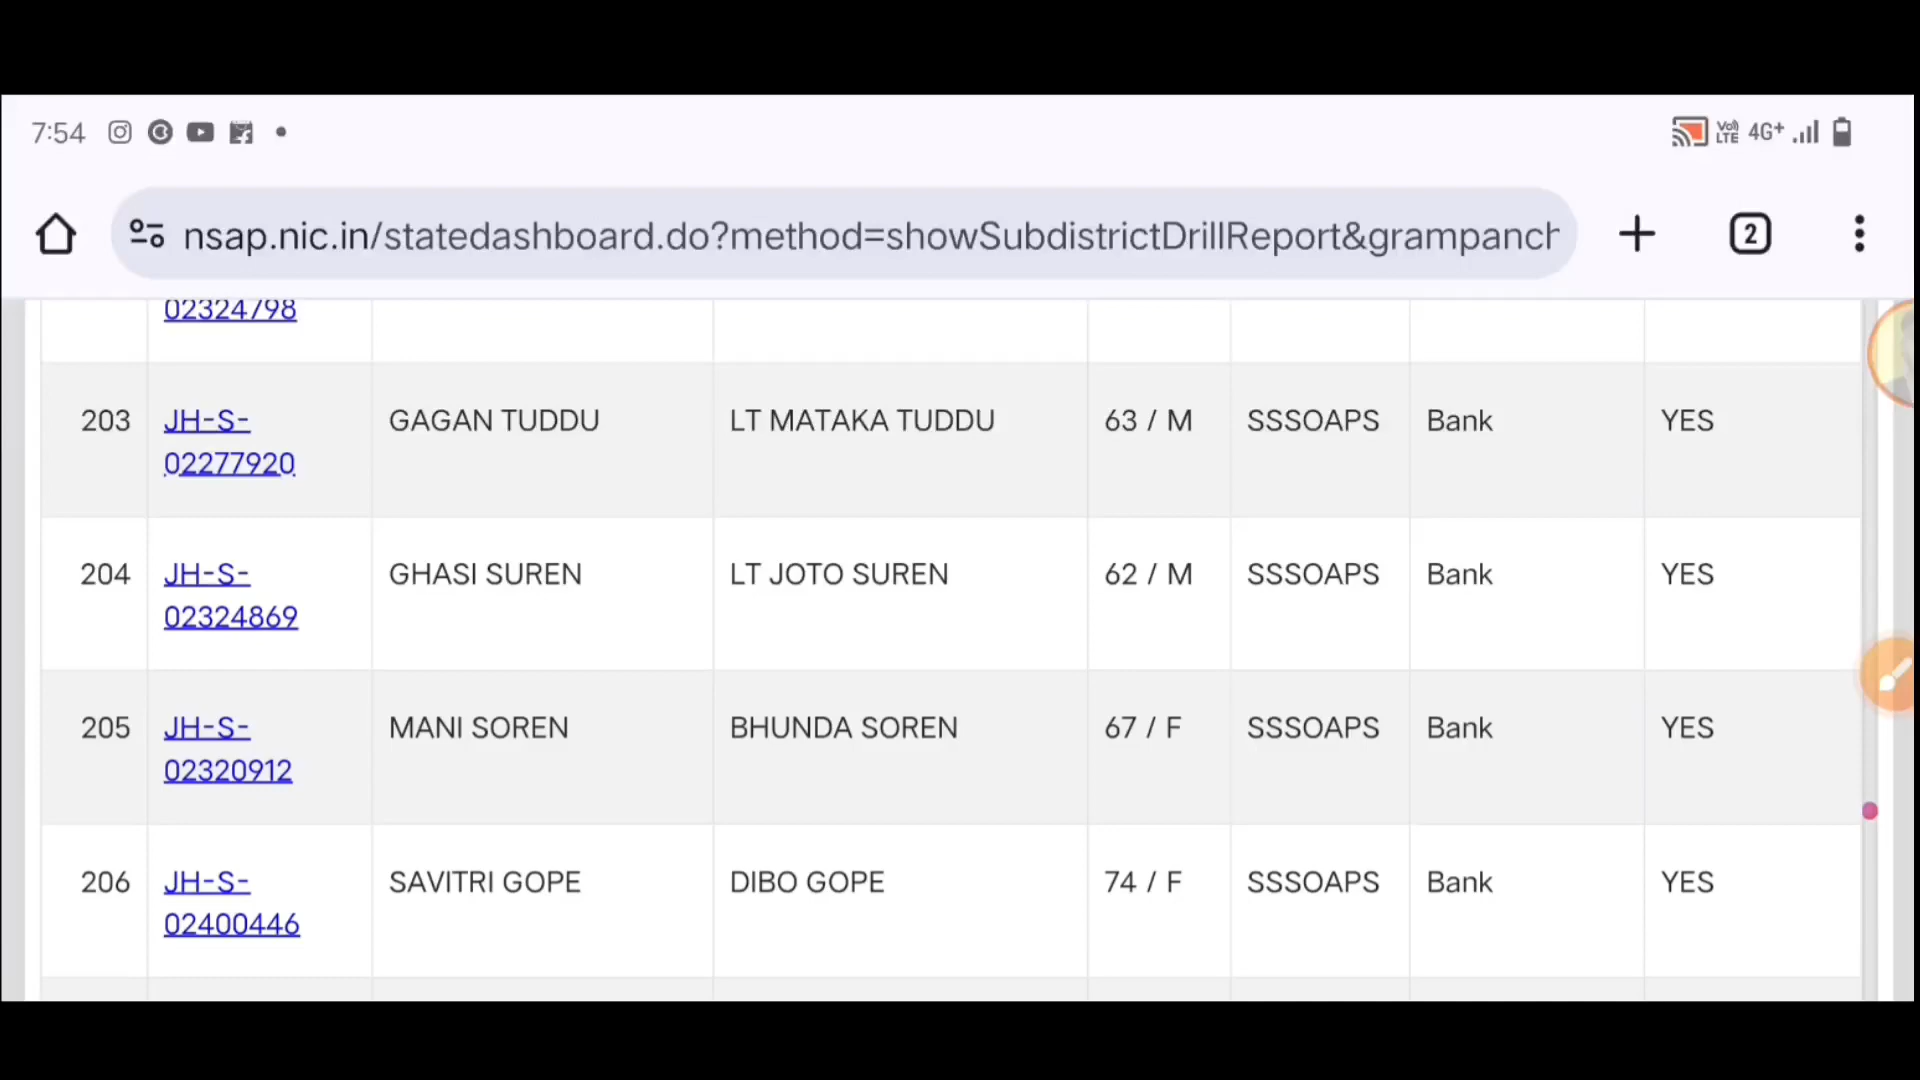 7:54 Vo) LTE 4G+
nsap.nic.in/statedashboard.do?method=showSubdistrictDrillReport&grampanch 2
02324798
203 JH-S- GAGAN TUDDU LT MATAKA TUDDU 63 / M SSSOAPS Bank YES
02277920
204 JH-S- GHASI SUREN LT JOTO SUREN 62 / M SSSOAPS Bank YES
02324869
205 JH-S- MANI SOREN BHUNDA SOREN 67 / F SSSOAPS Bank YES
02320912
206 JH-S- SAVITRI GOPE DIBO GOPE 74 / F SSSOAPS Bank YES
02400446